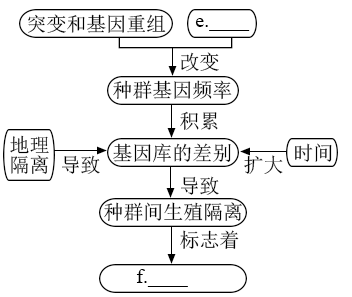 突变和基因重组
e.____
改变
种群基因频率
积累
地理
隔离
导致
基因库的差别
扩大
时间
导致
种群间生殖隔离
标志着
f.____